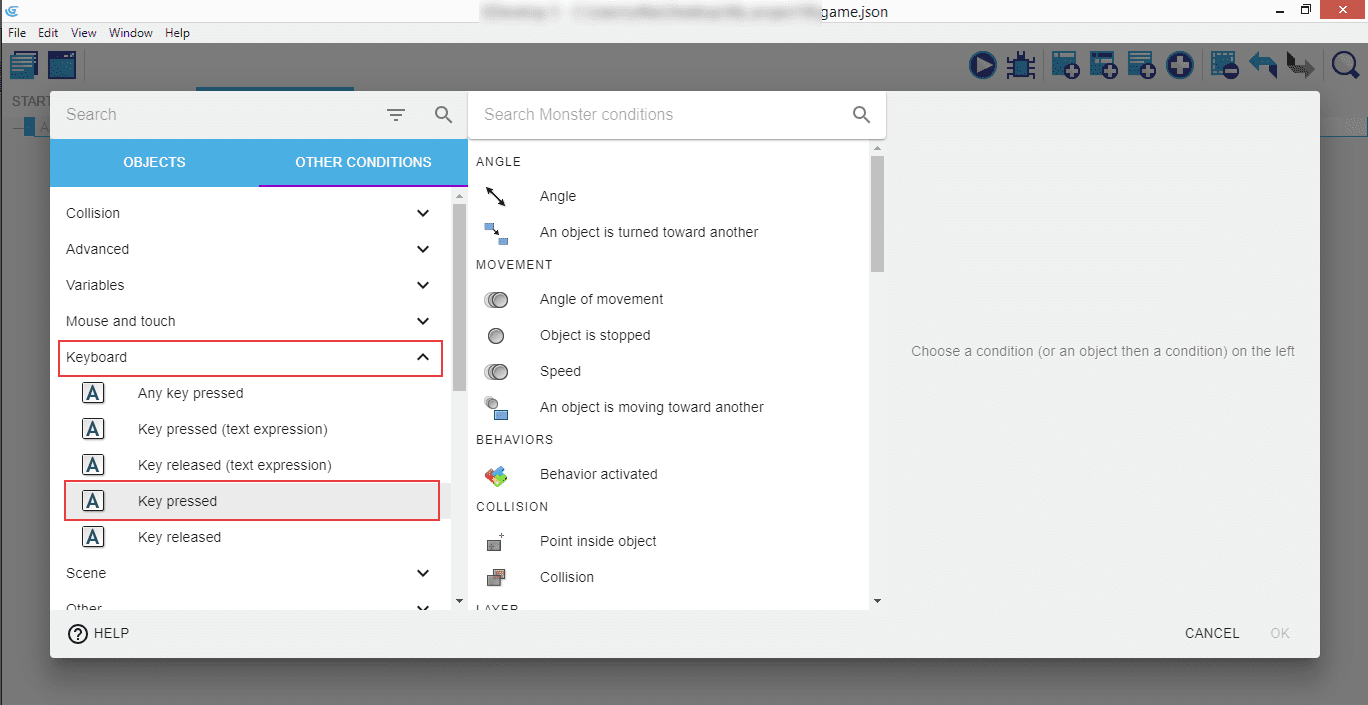 game.json
File Edit View Window Help
START
Search
Search Monster conditions
OBJECTS
OTHER CONDITIONS
Collision
Advanced
Variables
Mouse and touch
Keyboard
A Any key pressed
A Key pressed (text expression)
A Key released (text expression)
A Key pressed
A Key released
Scene
Other
ANGLE
Angle
An object is turned toward another
MOVEMENT
Angle of movement
Object is stopped
Speed
An object is moving toward another
BEHAVIORS
Behavior activated
COLLISION
Point inside object
Collision
LAYER
Choose a condition (or an object then a condition) on the left
? HELP
CANCEL
OK